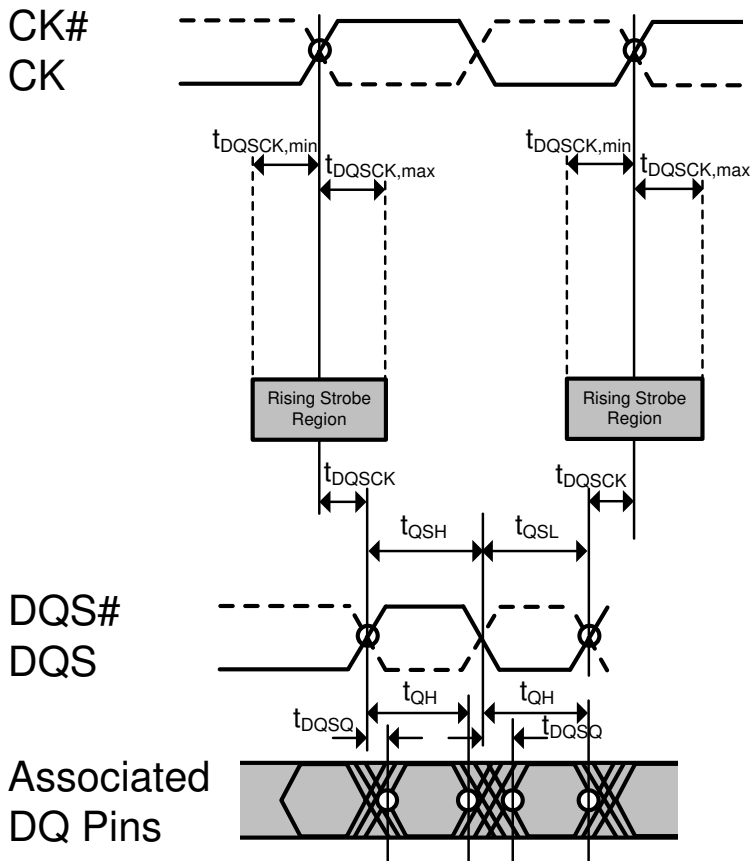 CK#
CK
tDQSCK,min
tDQSCK,max
tDQSCK,min
tDQSCK,max
Rising Strobe
Region
Rising Strobe
Region
tDQSCK
tDQSCK
tQSH
tQSL
DQS#
DQS
tQH
tQH
tDQSQ
tDQSQ
Associated
DQ Pins